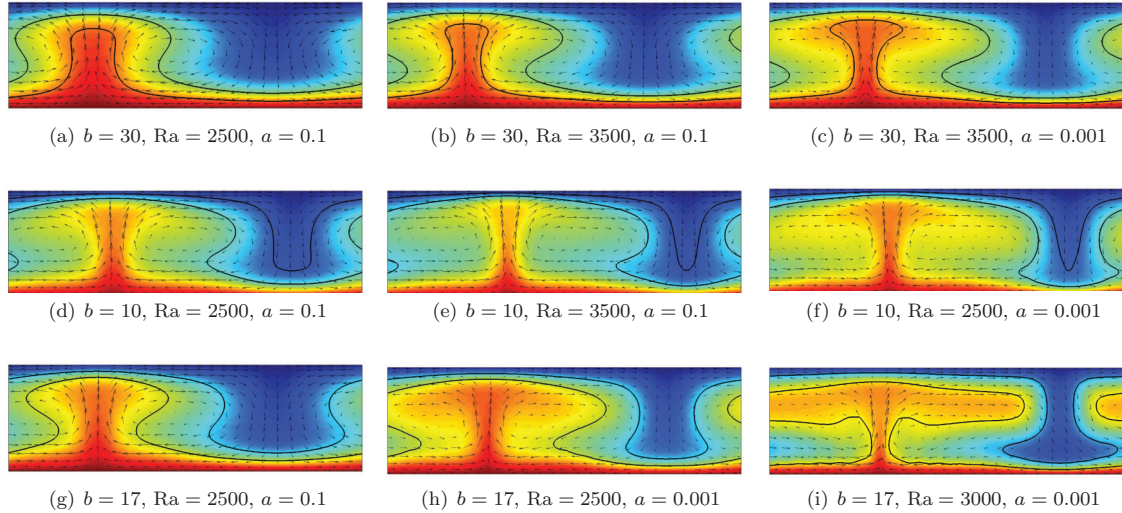 (a) b = 30, Ra = 2500, a = 0.1
(b) b = 30, Ra = 3500, a = 0.1
(c) b = 30, Ra = 3500, a = 0.001
(d) b = 10, Ra = 2500, a = 0.1
(e) b = 10, Ra = 3500, a = 0.1
(f) b = 10, Ra = 2500, a = 0.001
(g) b = 17, Ra = 2500, a = 0.1
(h) b = 17, Ra = 2500, a = 0.001
(i) b = 17, Ra = 3000, a = 0.001